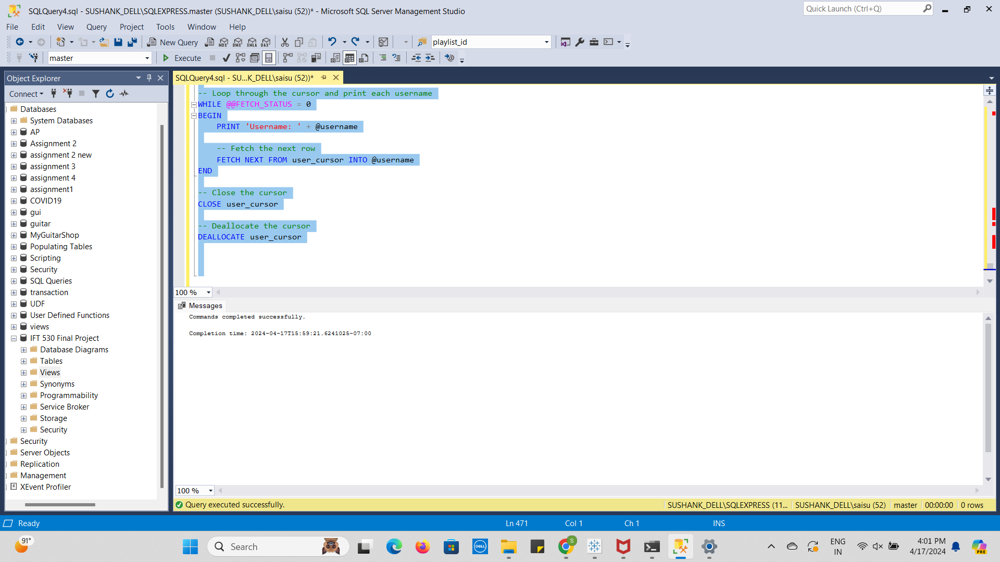 SQLQuery4.sql - SUSHANK_DELL\SQLEXPRESS.master (SUSHANK_DELL\saisu (52))* - Microsoft SQL Server Management Studio
Quick Launch (Ctrl+Q)
File Edit View Query Project Tools Window Help
New Query MDX DMX XMLA DAX playlist_id
master Execute
Object Explorer
SQLQuery4.sql - SU...K_DELL\saisu (52))*
Connect
Databases
System Databases
AP
Assignment 2
assignment 2 new
assignment 3
assignment 4
assignment1
COVID19
gui
guitar
MyGuitarShop
Populating Tables
Scripting
Security
SQL Queries
transaction
UDF
User Defined Functions
views
IFT 530 Final Project
Database Diagrams
Tables
Views
Synonyms
Programmability
Service Broker
Storage
Security
Security
Server Objects
Replication
Management
XEvent Profiler
-- Loop through the cursor and print each username
WHILE @@FETCH_STATUS = 0
BEGIN
PRINT 'Username: ' + @username
-- Fetch the next row
FETCH NEXT FROM user_cursor INTO @username
END
-- Close the cursor
CLOSE user_cursor
-- Deallocate the cursor
DEALLOCATE user_cursor
100 %
Messages
Commands completed successfully.
Completion time: 2024-04-17T15:59:21.6241025-07:00
100 %
Query executed successfully. SUSHANK_DELL\SQLEXPRESS (11... SUSHANK_DELL\saisu (52) master 00:00:00 0 rows
Ready Ln 471 Col 1 Ch 1 INS
91°
Search
DELL
S
ENG
IN
4:01 PM
4/17/2024
PRE